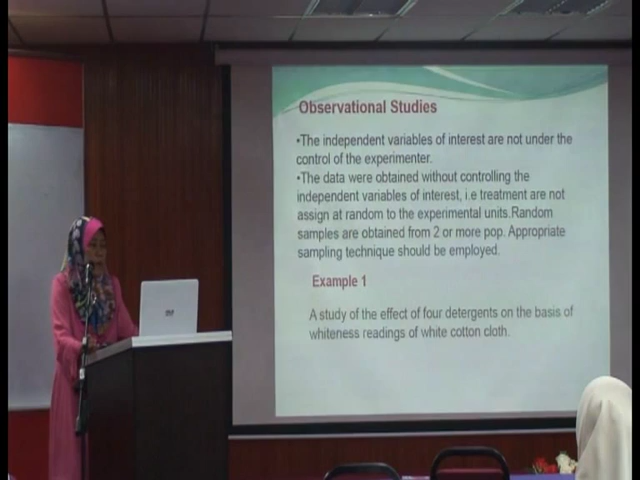 Observational Studies
•The independent variables of interest are not under the
control of the experimenter.
•The data were obtained without controlling the
independent variables of interest, i.e treatment are not
assign at random to the experimental units.Random
samples are obtained from 2 or more pop. Appropriate
sampling technique should be employed.
Example 1
A study of the effect of four detergents on the basis of
whiteness readings of white cotton cloth.